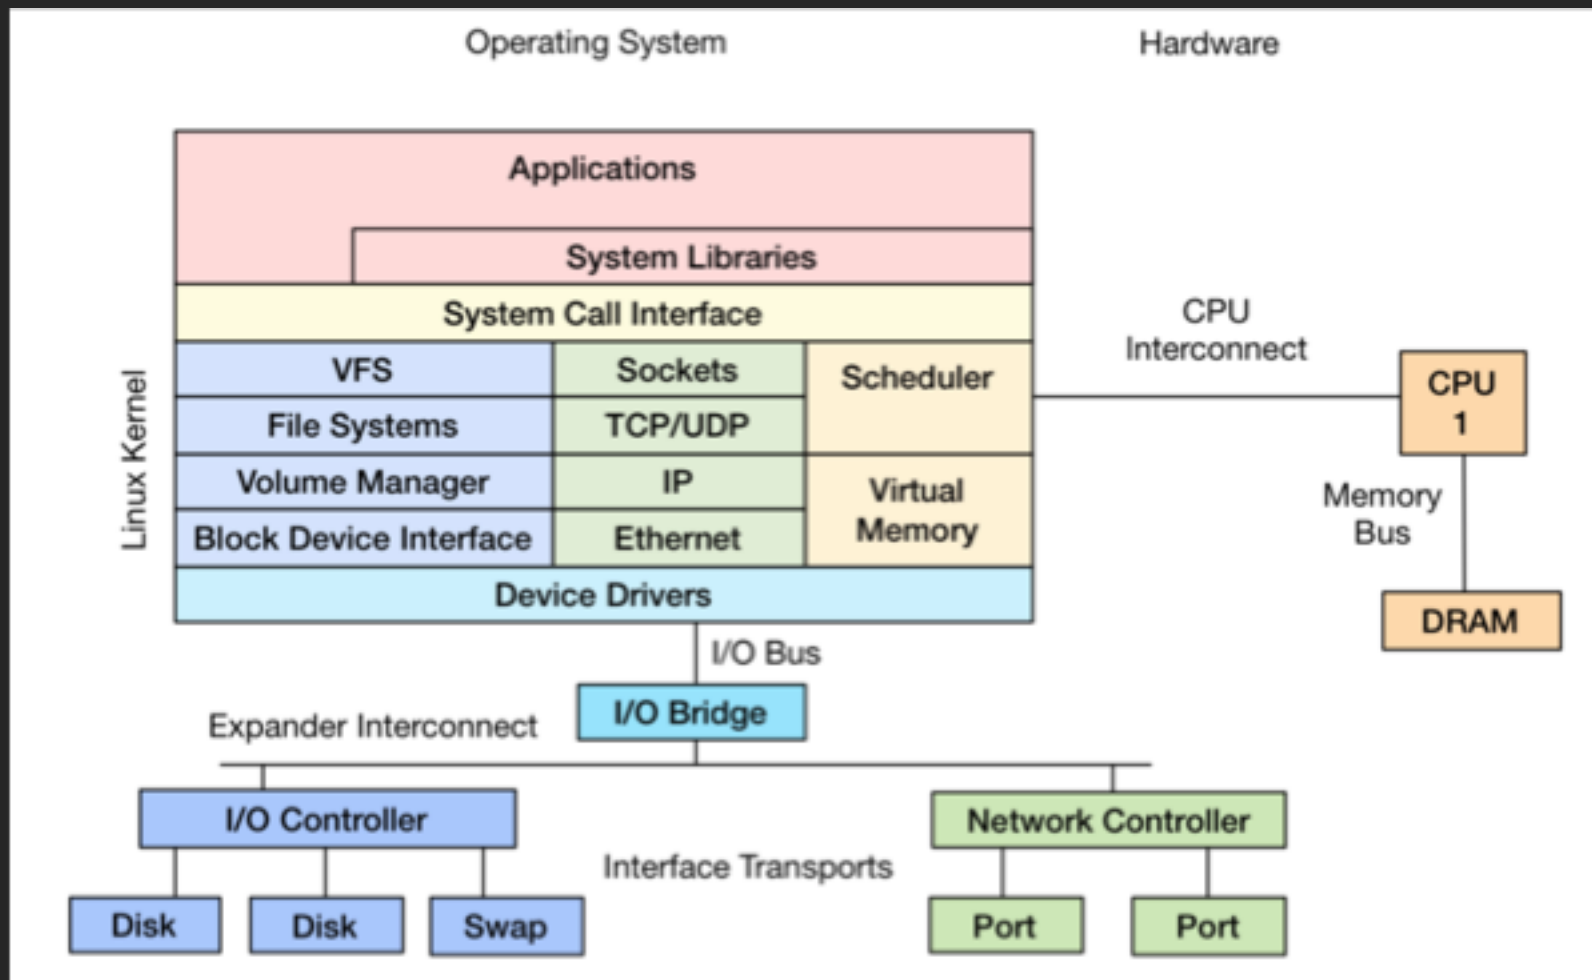 Operating System
Hardware
Applications
System Libraries
System Call Interface
Linux Kernel
VFS
Sockets
Scheduler
File Systems
TCP/UDP
Volume Manager
IP
Virtual
Memory
Block Device Interface
Ethernet
Device Drivers
CPU
Interconnect
CPU
1
Memory
Bus
DRAM
I/O Bus
I/O Bridge
Expander Interconnect
I/O Controller
Network Controller
Interface Transports
Disk
Disk
Swap
Port
Port